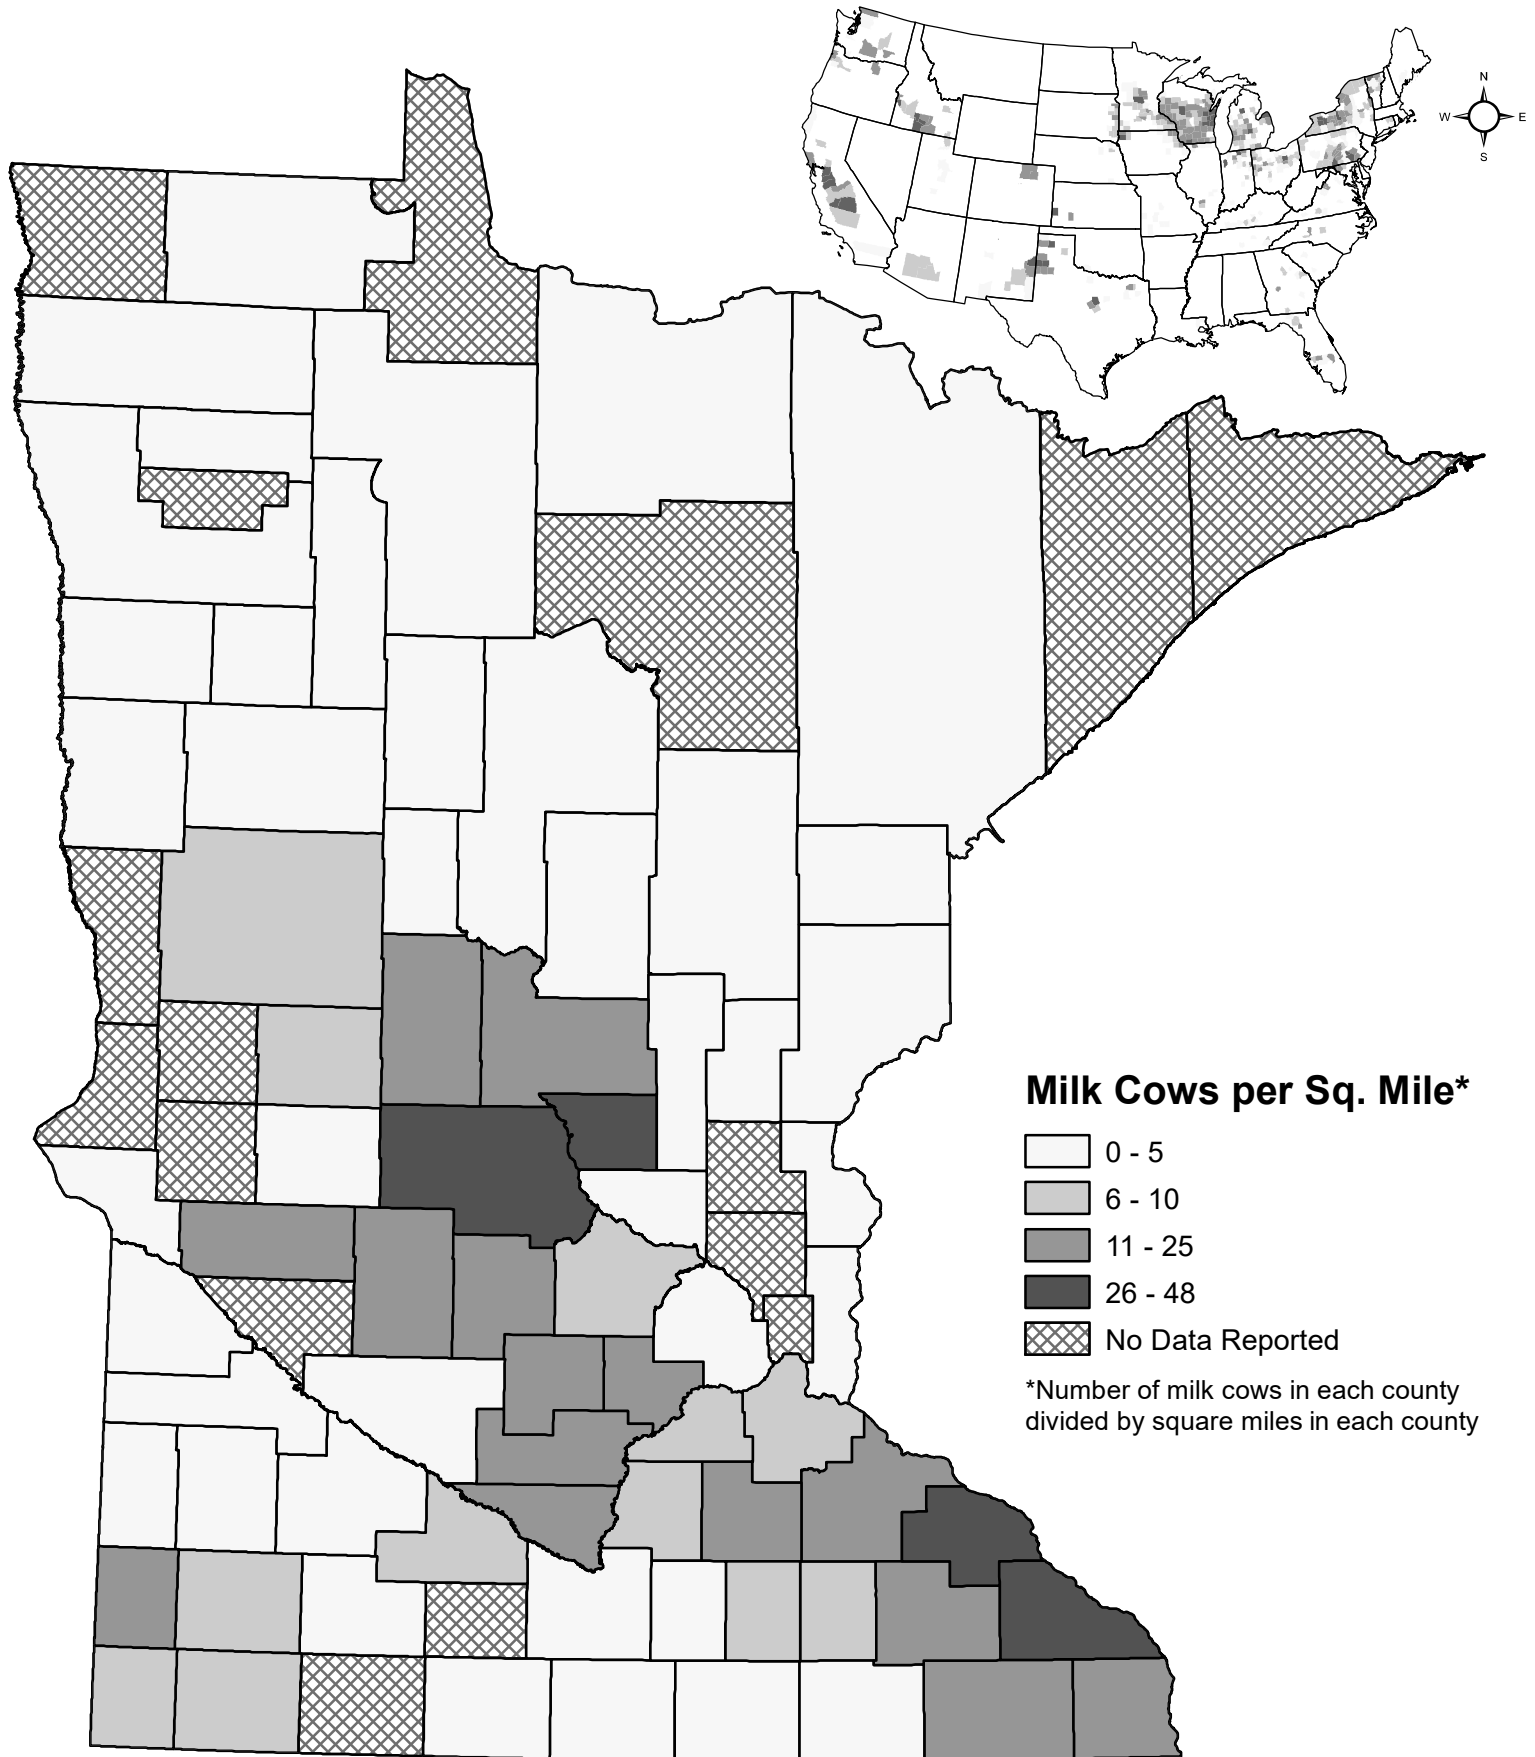 N
W E
S
Milk Cows per Sq. Mile*
0 - 5
6 - 10
11 - 25
26 - 48
No Data Reported
*Number of milk cows in each county
divided by square miles in each county